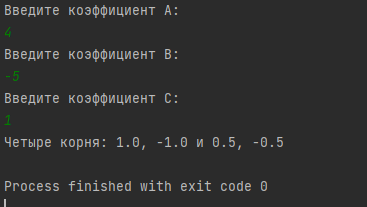 Введите коэффициент А:
4
Введите коэффициент В:
-5
Введите коэффициент С:
1
Четыре корня: 1.0, -1.0 и 0.5, -0.5
Process finished with exit code 0